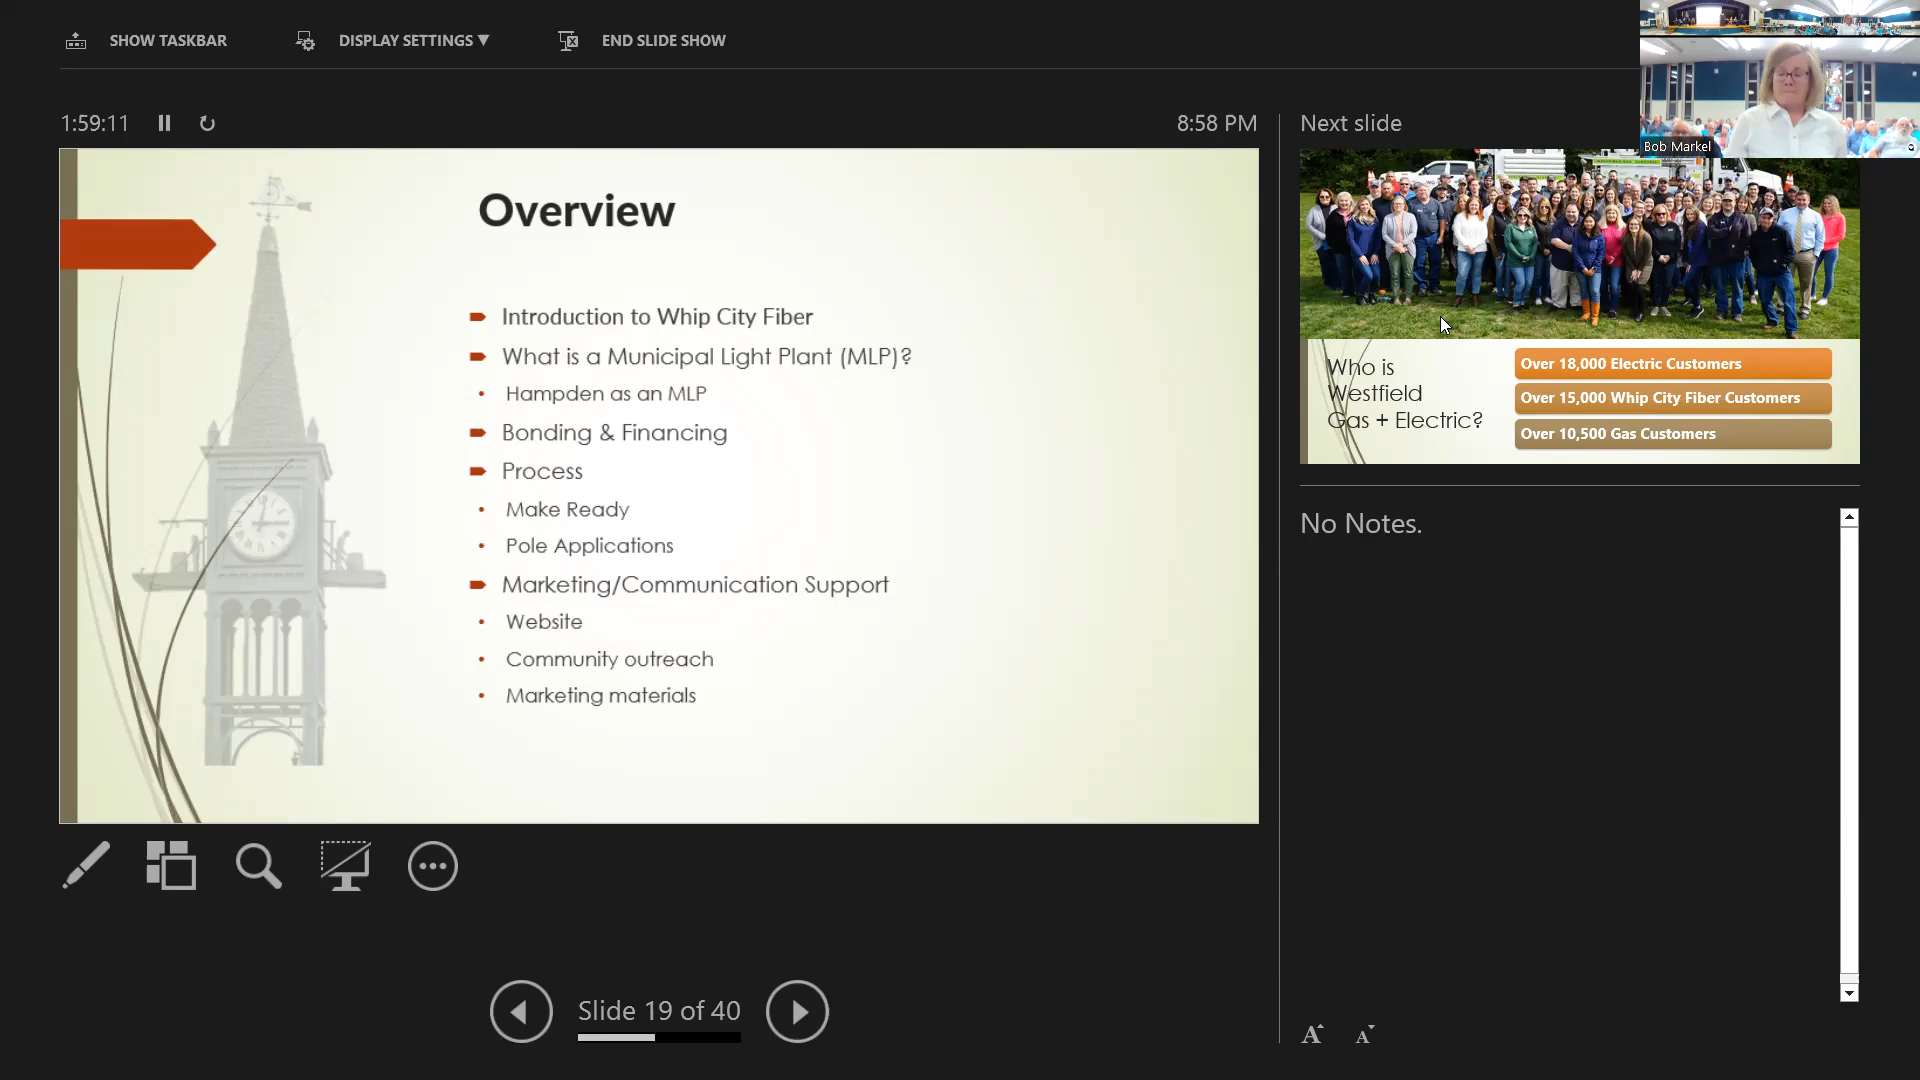 SHOW TASKBAR
DISPLAY SETTINGS ▼
END SLIDE SHOW
1:59:11
8:58 PM
Overview
Introduction to Whip City Fiber
What is a Municipal Light Plant (MLP)?
Hampden as an MLP
Bonding & Financing
Process
Make Ready
Pole Applications
Marketing/Communication Support
Website
Community outreach
Marketing materials
Slide 19 of 40
Next slide
Bob Markel
Who is
Westfield
Gas + Electric?
Over 18,000 Electric Customers
Over 15,000 Whip City Fiber Customers
Over 10,500 Gas Customers
No Notes.
A A